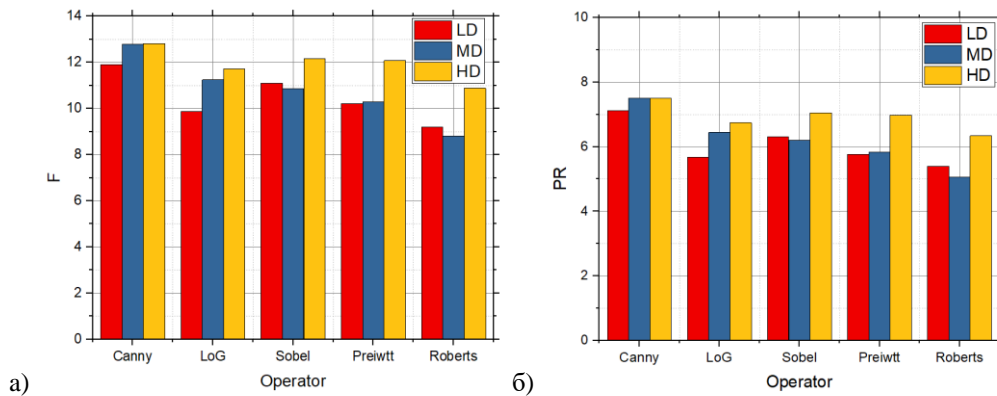 14
12
10
8
6
4
2
0
F
LD
MD
HD
Canny LoG Sobel Preiwtt Roberts
Operator
а)
10
8
6
4
2
0
PR
LD
MD
HD
Canny LoG Sobel Preiwtt Roberts
Operator
б)